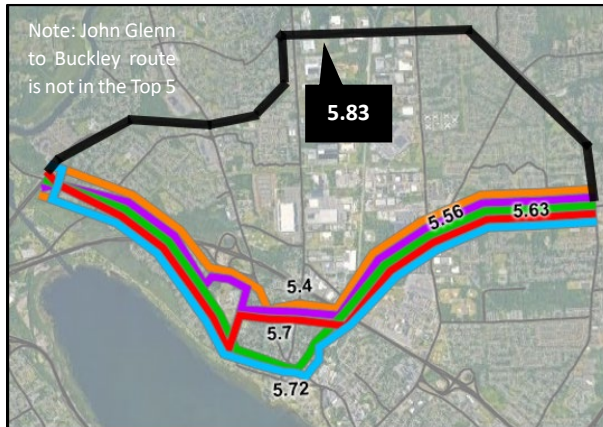 Note: John Glenn
to Buckley route
is not in the Top 5
5.83
5.56
5.63
5.4
5.7
5.72